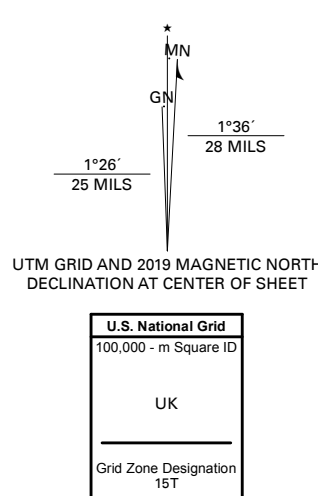 ★
MN
GN
1°36´
28 MILS
1°26´
25 MILS
UTM GRID AND 2019 MAGNETIC NORTH
DECLINATION AT CENTER OF SHEET
U.S. National Grid
100,000 - m Square ID
UK
Grid Zone Designation
15T